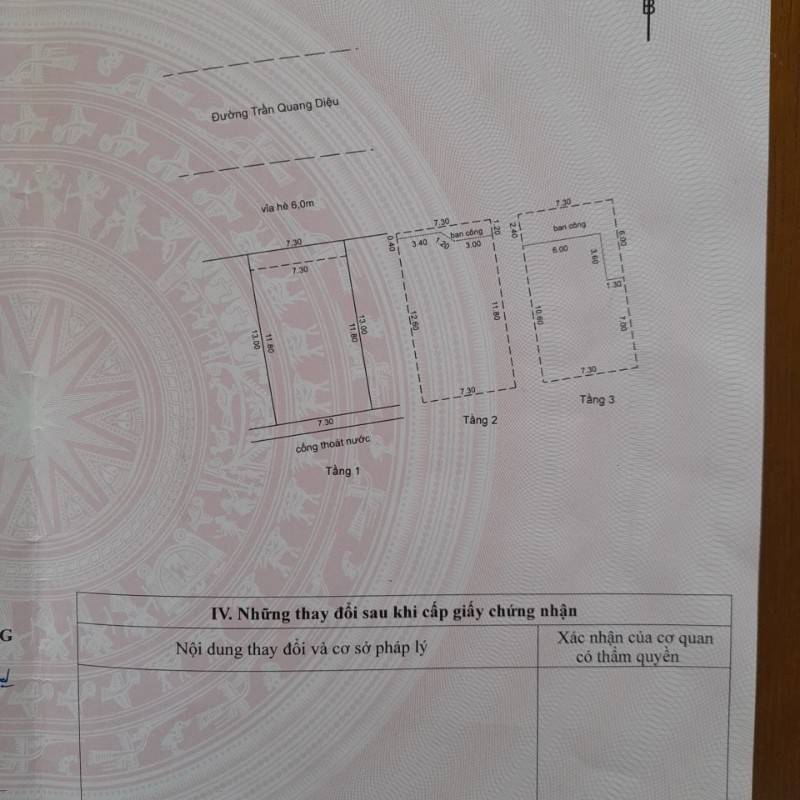 B
Đường Trần Quang Diệu
vỉa hè 6,0m
7.30
7.30
13.00
11.80
13.00
11.80
7.30
cống thoát nước
Tầng 1
7.30
0.40
3.40
1.20
ban công
3.00
1.20
12.60
11.80
7.30
Tầng 2
7.30
2.40
ban công
6.00
6.00
3.60
1.30
10.60
7.00
7.30
Tầng 3
G
IV. Những thay đổi sau khi cấp giấy chứng nhận
Nội dung thay đổi và cơ sở pháp lý
Xác nhận của cơ quan
có thẩm quyền